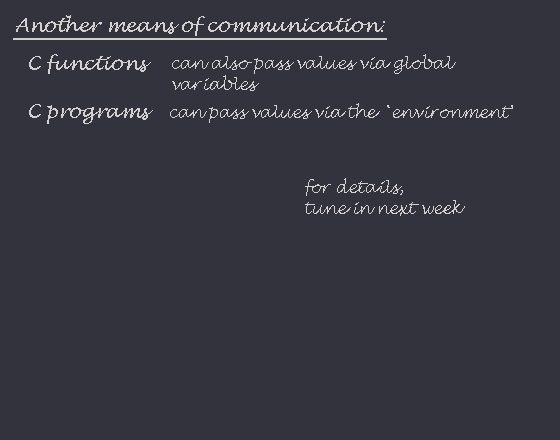 Another means of communication:
C functions can also pass values via global
variables
C programs can pass values via the `environment'
for details,
tune in next week